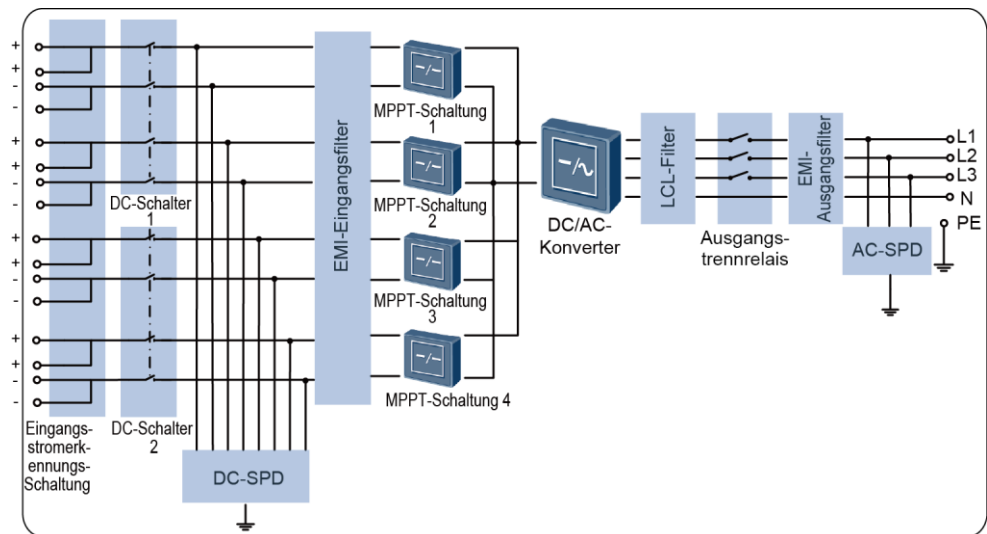 +
+
-
-
+
+
-
-
+
+
-
-
+
+
-
-
Eingangs-
stromerk-
kennungs-
Schaltung
DC-Schalter
1
DC-Schalter
2
DC-SPD
EMI-Eingangsfilter
MPPT-Schaltung
1
MPPT-Schaltung
2
MPPT-Schaltung
3
MPPT-Schaltung 4
DC/AC-
Konverter
LCL-Filter
Ausgangs-
trennrelais
EMI-
Ausgangsfilter
L1
L2
L3
N
PE
AC-SPD